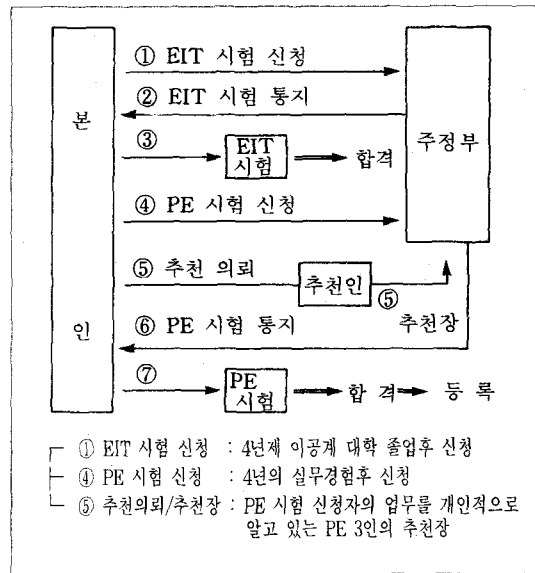 ① EIT 시험 신청
② EIT 시험 통지
본
주정부
③
EIT
시험
합격
④ PE 시험 신청
⑤ 추천 의뢰
추천인
⑤
추천장
인
⑥ PE 시험 통지
⑦
PE
시험
합 격
등 록
① EIT 시험 신청 : 4년제 이공계 대학 졸업후 신청
④ PE 시험 신청 : 4년의 실무경험후 신청
⑤ 추천의뢰/추천장 : PE 시험 신청자의 업무를 개인적으로
알고 있는 PE 3인의 추천장